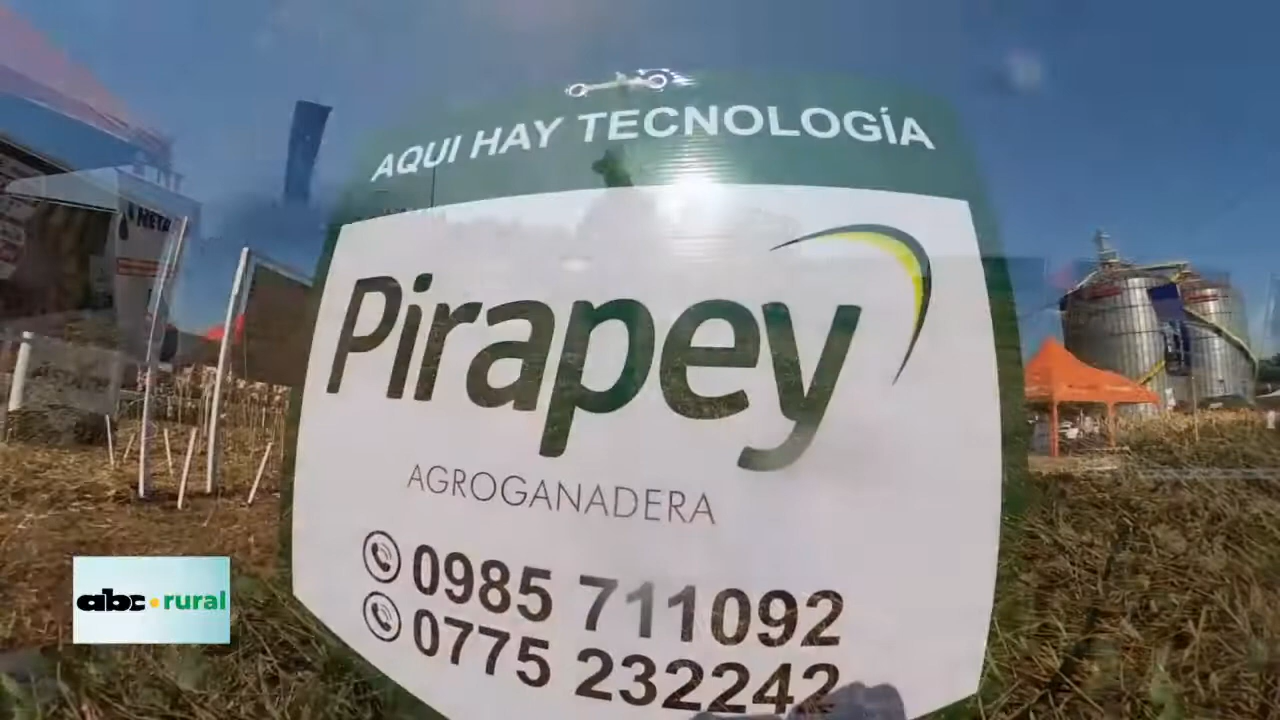 AQUI HAY TECNOLOGÍA
Pirapey
AGROGANADERA
0985 711092
0775 232242
abc rural